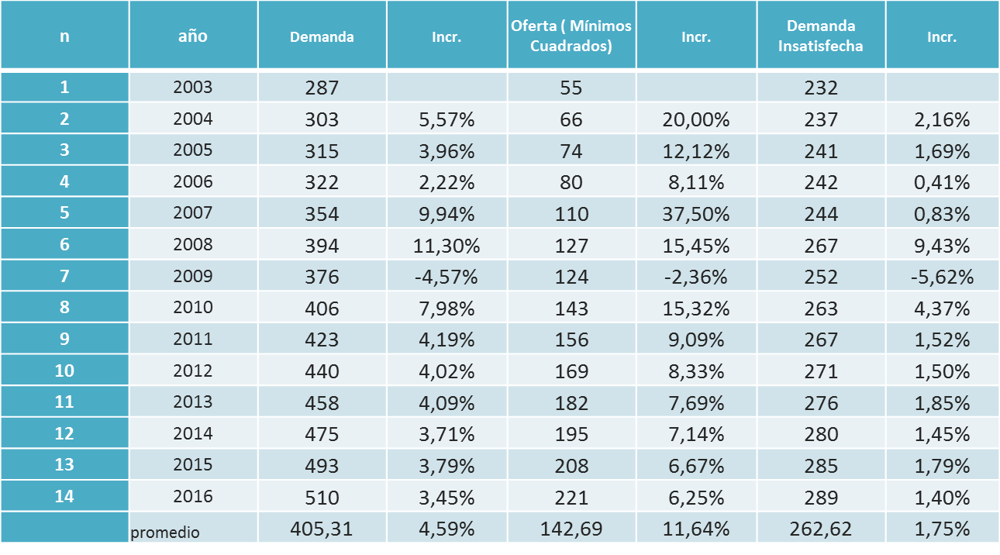 n año Demanda Incr. Oferta ( Mínimos Cuadrados) Incr. Demanda Insatisfecha Incr.
1 2003 287 55 232
2 2004 303 5,57% 66 20,00% 237 2,16%
3 2005 315 3,96% 74 12,12% 241 1,69%
4 2006 322 2,22% 80 8,11% 242 0,41%
5 2007 354 9,94% 110 37,50% 244 0,83%
6 2008 394 11,30% 127 15,45% 267 9,43%
7 2009 376 -4,57% 124 -2,36% 252 -5,62%
8 2010 406 7,98% 143 15,32% 263 4,37%
9 2011 423 4,19% 156 9,09% 267 1,52%
10 2012 440 4,02% 169 8,33% 271 1,50%
11 2013 458 4,09% 182 7,69% 276 1,85%
12 2014 475 3,71% 195 7,14% 280 1,45%
13 2015 493 3,79% 208 6,67% 285 1,79%
14 2016 510 3,45% 221 6,25% 289 1,40%
promedio 405,31 4,59% 142,69 11,64% 262,62 1,75%